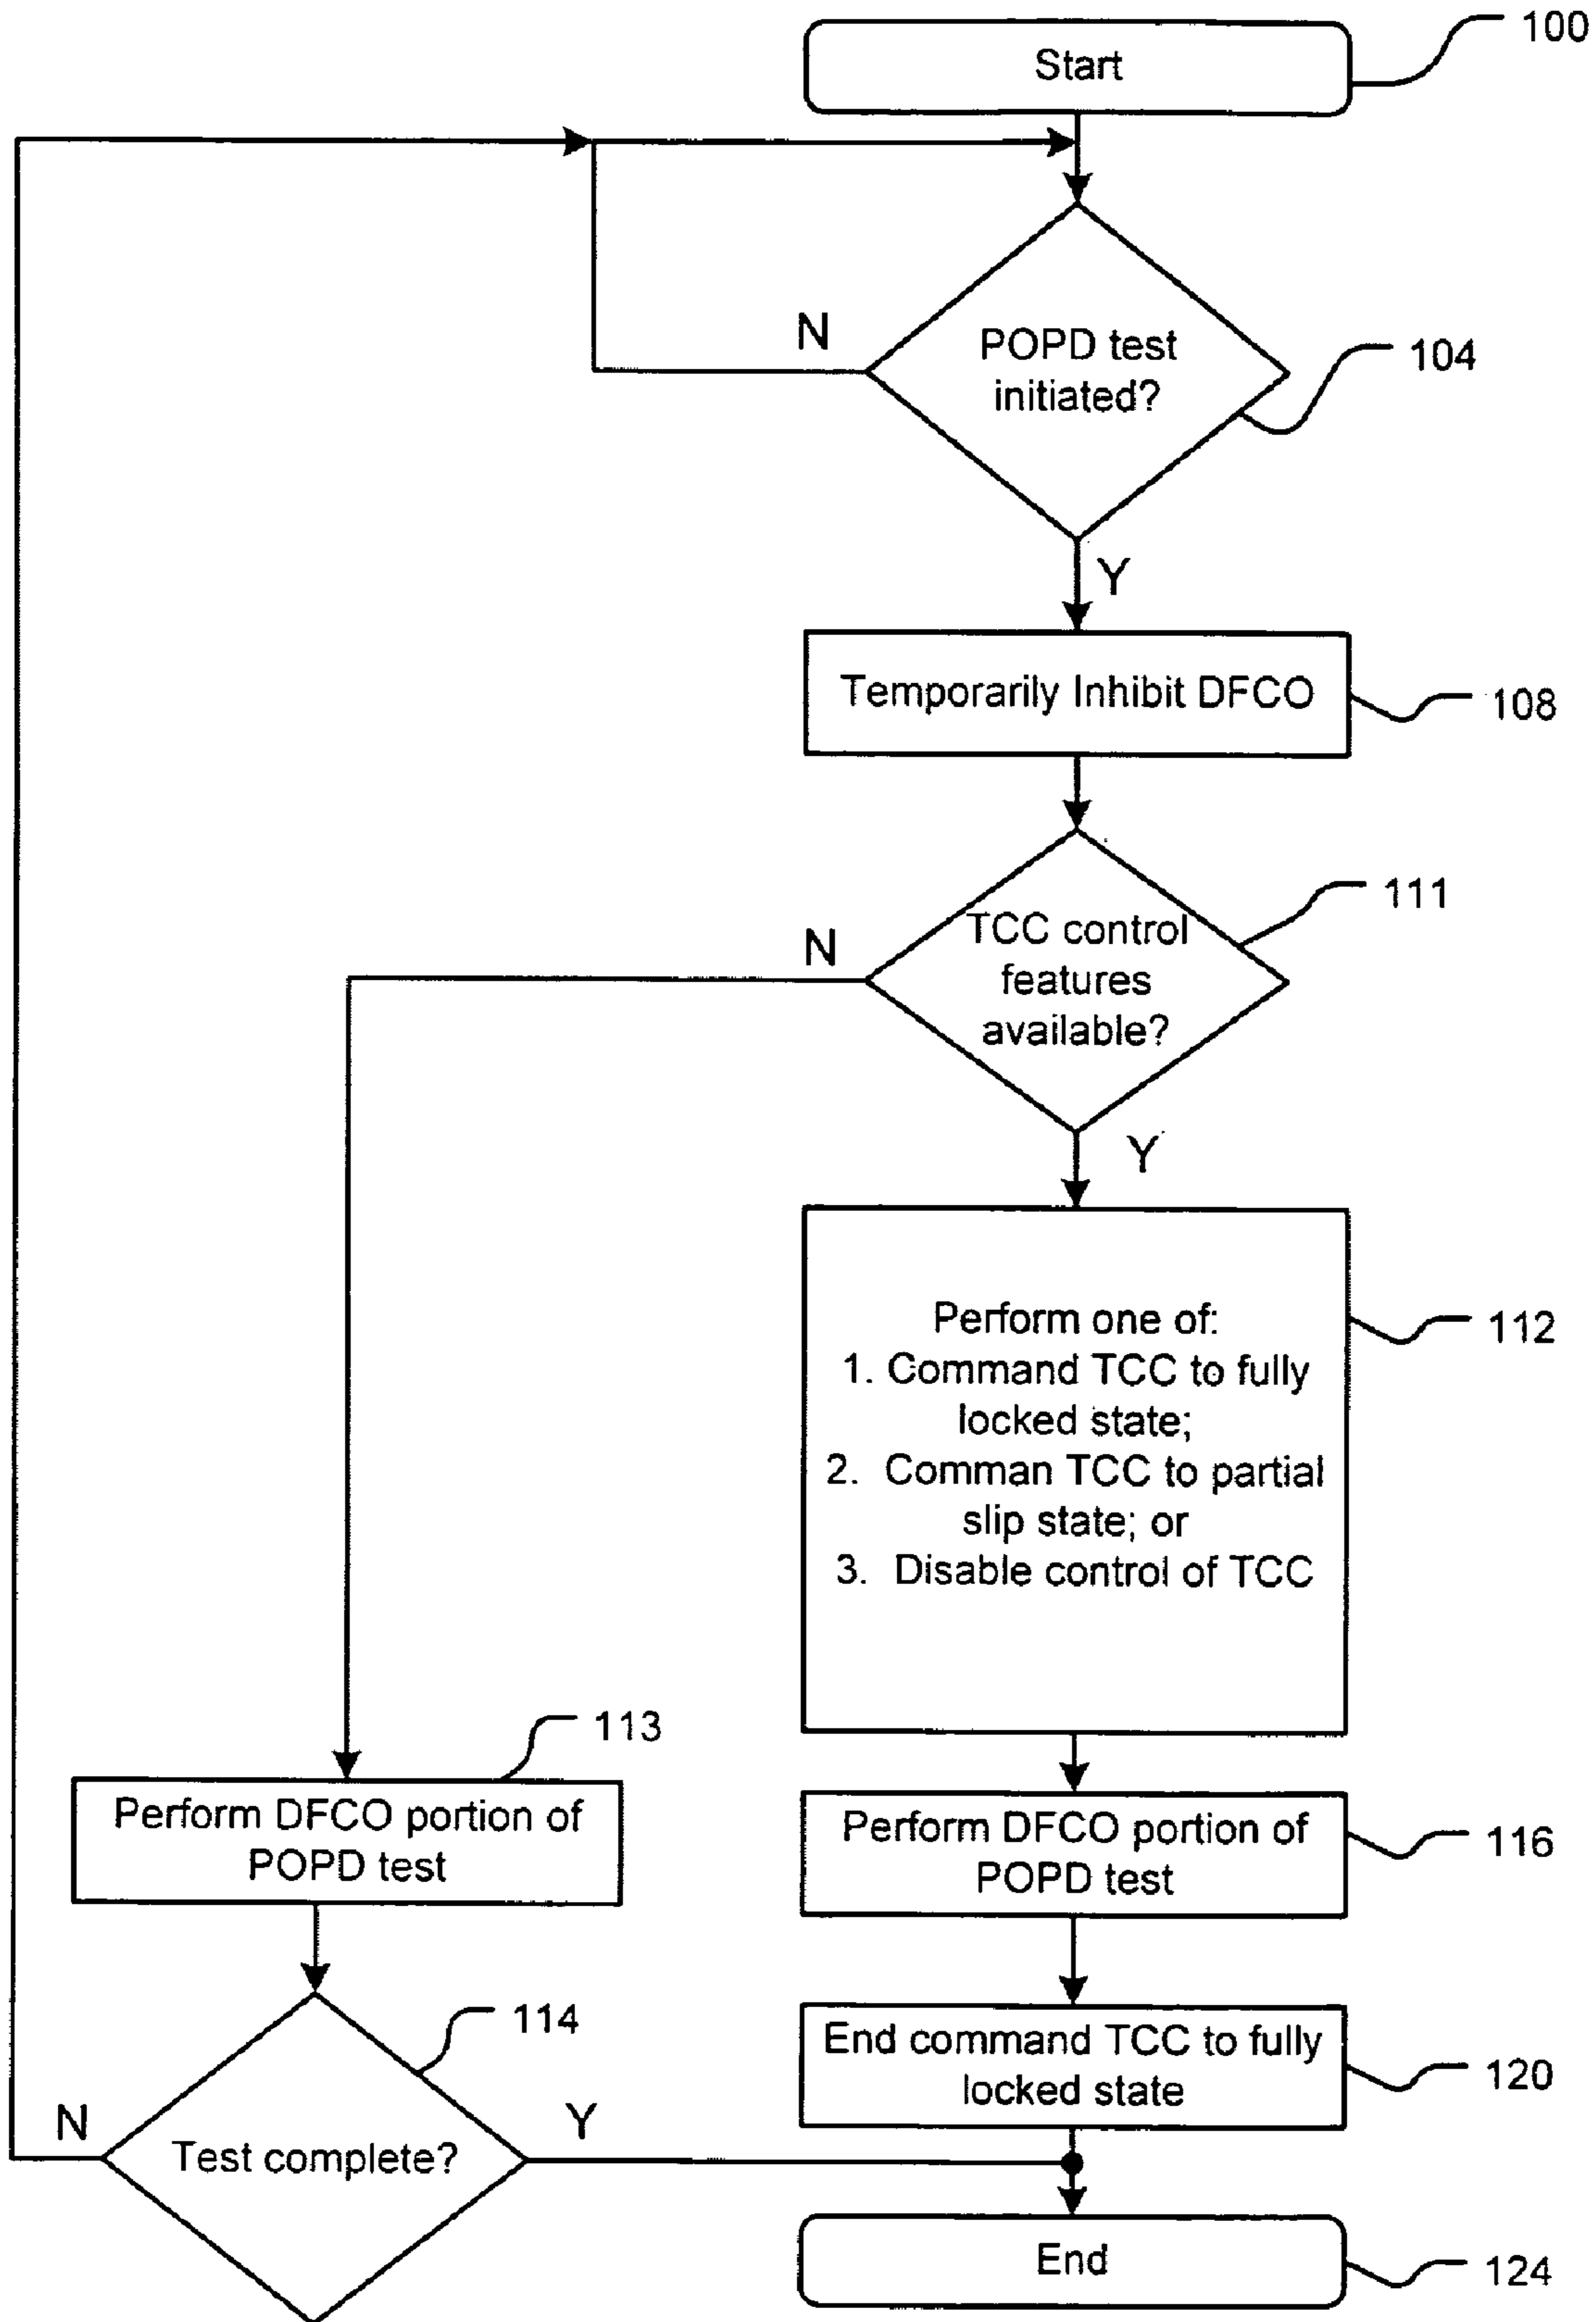 Start
100
POPD test
initiated?
104
N
Y
Temporarily Inhibit DFCO
108
TCC control
features
available?
111
N
Y
Perform one of:
1. Command TCC to fully
locked state;
2. Comman TCC to partial
slip state; or
3. Disable control of TCC
112
113
Perform DFCO portion of
POPD test
Perform DFCO portion of
POPD test
116
114
Test complete?
N
Y
End command TCC to fully
locked state
120
End
124